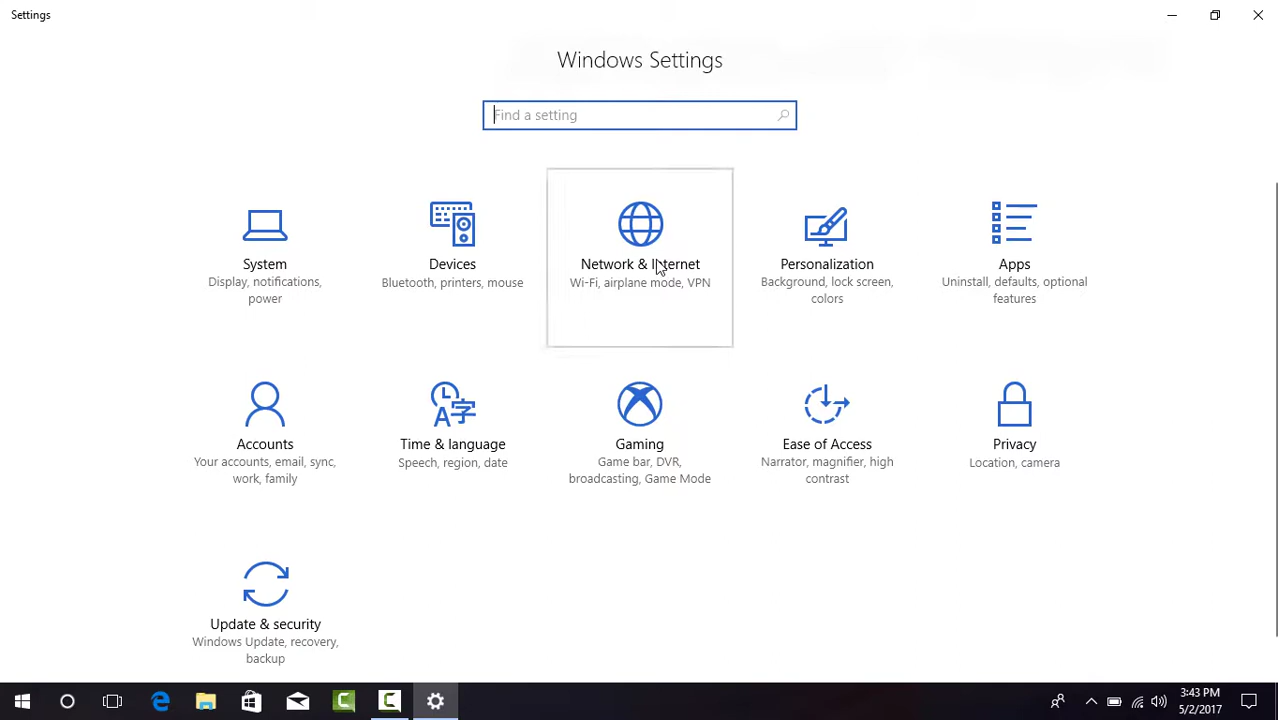 Settings
Windows Settings
Find a setting
System
Display, notifications,
power
Devices
Bluetooth, printers, mouse
Network & Internet
Wi-Fi, airplane mode, VPN
Personalization
Background, lock screen,
colors
Apps
Uninstall, defaults, optional
features
Accounts
Your accounts, email, sync,
work, family
Time & language
Speech, region, date
Gaming
Game bar, DVR,
broadcasting, Game Mode
Ease of Access
Narrator, magnifier, high
contrast
Privacy
Location, camera
Update & security
Windows Update, recovery,
backup
3:43 PM
5/2/2017